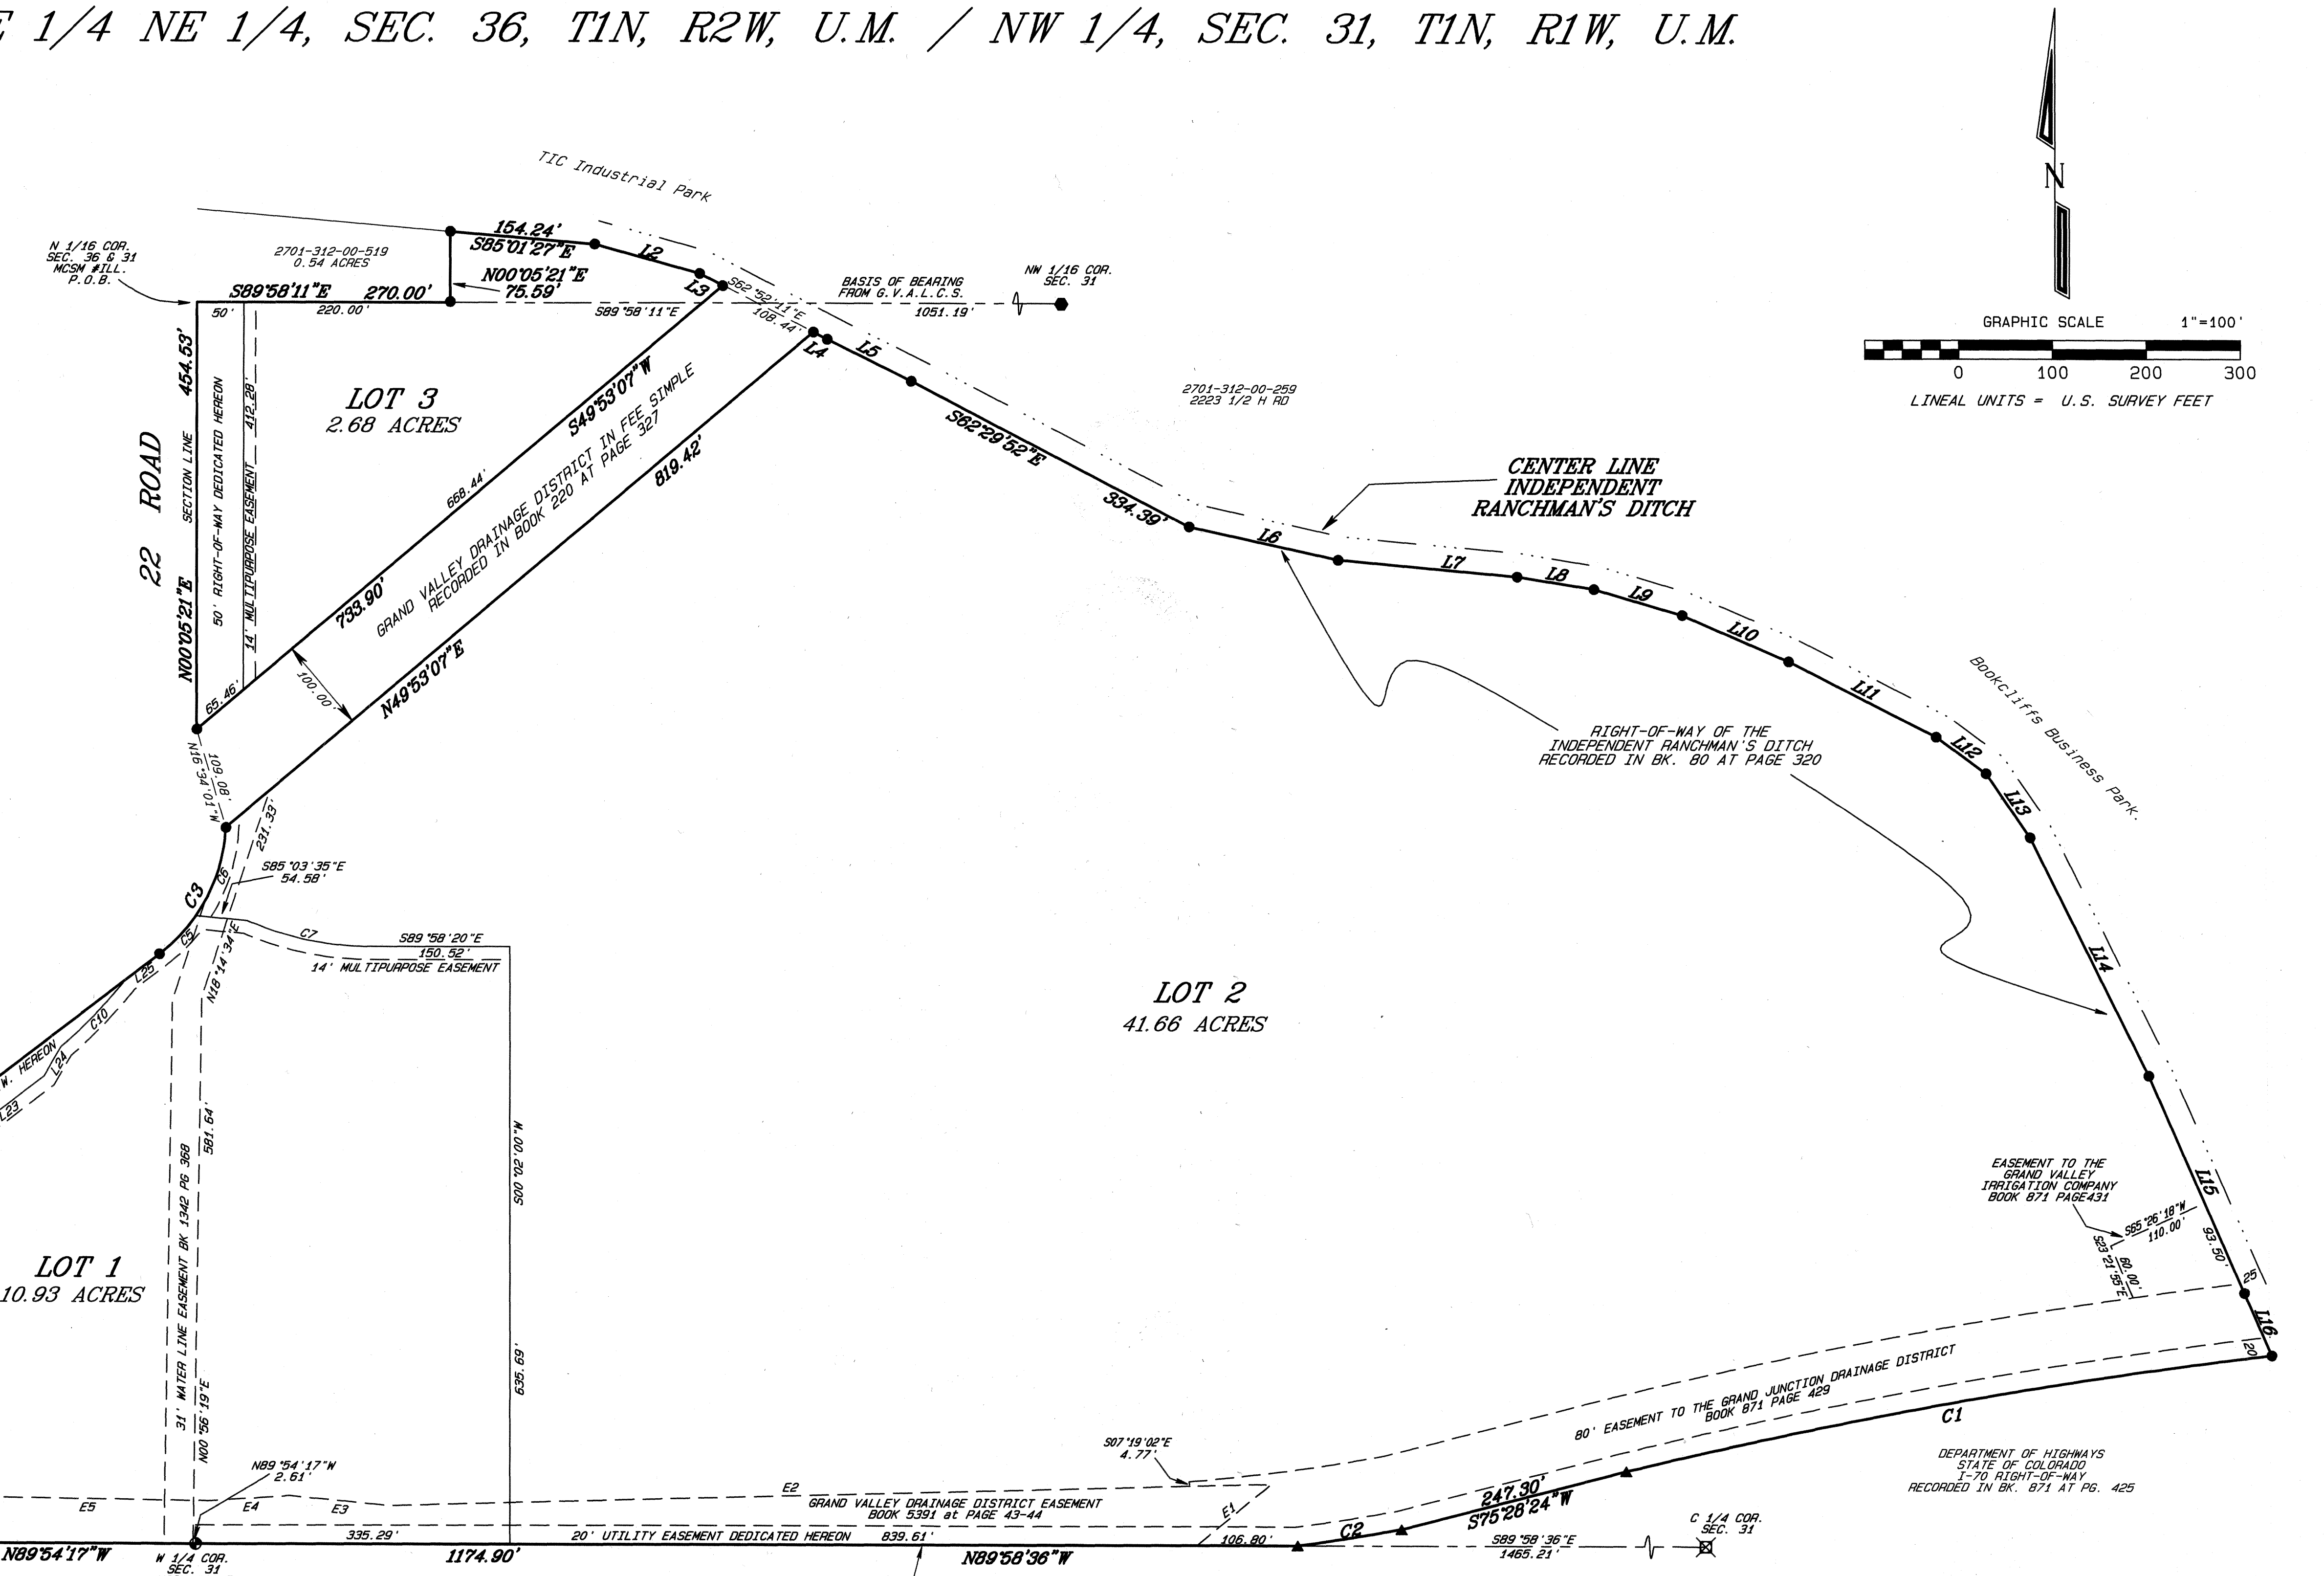 1/4 NE 1/4, SEC. 36, T1N, R2W, U.M. / NW 1/4, SEC. 31, T1N, R1W, U.M.
N
GRAPHIC SCALE 1"=100'
0 100 200 300
LINEAL UNITS = U.S. SURVEY FEET
TIC Industrial Park
N 1/16 COR.
SEC. 36 & 31
MCSM #ILL.
P.O.B.
2701-312-00-519
0.54 ACRES
154.24'
S85°01'27"E
N00°05'21"E
75.59'
L2
L3
S89°58'11"E 270.00'
50'
220.00'
S89°58'11"E
S62°52'11"E
108.44'
BASIS OF BEARING
FROM G.V.A.L.C.S.
1051.19'
NW 1/16 COR.
SEC. 31
L4
L5
2701-312-00-259
2223 1/2 H RD
454.53'
SECTION LINE
N00°05'21"E
22 ROAD
50' RIGHT-OF-WAY DEDICATED HEREON
412.28'
14' MULTIPURPOSE EASEMENT
LOT 3
2.68 ACRES
S49°53'07"W
668.44'
733.90'
65.46'
GRAND VALLEY DRAINAGE DISTRICT IN FEE SIMPLE
RECORDED IN BOOK 220 AT PAGE 327
819.42'
N49°53'07"E
100.00'
S62°29'52"E
334.39'
CENTER LINE
INDEPENDENT
RANCHMAN'S DITCH
L6
L7
L8
L9
L10
L11
L12
L13
L14
L15
L16
Bookcliffs Business Park.
RIGHT-OF-WAY OF THE
INDEPENDENT RANCHMAN'S DITCH
RECORDED IN BK. 80 AT PAGE 320
109.08'
N16°34'01"W
231.33'
C3
C6
S85°03'35"E
54.58'
C5
N18°14'34"E
C7
S89°58'20"E
150.52'
14' MULTIPURPOSE EASEMENT
L25
C10
L24
W. HEREON
L23
LOT 2
41.66 ACRES
S00°02'00"W
635.69'
581.64'
31' WATER LINE EASEMENT BK 1342 PG 368
N00°56'19"E
LOT 1
10.93 ACRES
EASEMENT TO THE
GRAND VALLEY
IRRIGATION COMPANY
BOOK 871 PAGE431
S65°26'18"W
110.00'
S23°21'55"E
60.00'
93.50'
25
20
80' EASEMENT TO THE GRAND JUNCTION DRAINAGE DISTRICT
BOOK 871 PAGE 429
C1
DEPARTMENT OF HIGHWAYS
STATE OF COLORADO
I-70 RIGHT-OF-WAY
RECORDED IN BK. 871 AT PG. 425
S07°19'02"E
4.77'
N89°54'17"W
2.61'
E5
E4
E3
E2
E1
GRAND VALLEY DRAINAGE DISTRICT EASEMENT
BOOK 5391 at PAGE 43-44
247.30'
S75°28'24"W
C2
335.29'
20' UTILITY EASEMENT DEDICATED HEREON
839.61'
106.80'
N89°54'17"W
W 1/4 COR.
SEC. 31
1174.90'
N89°58'36"W
S89°58'36"E
1465.21'
C 1/4 COR.
SEC. 31